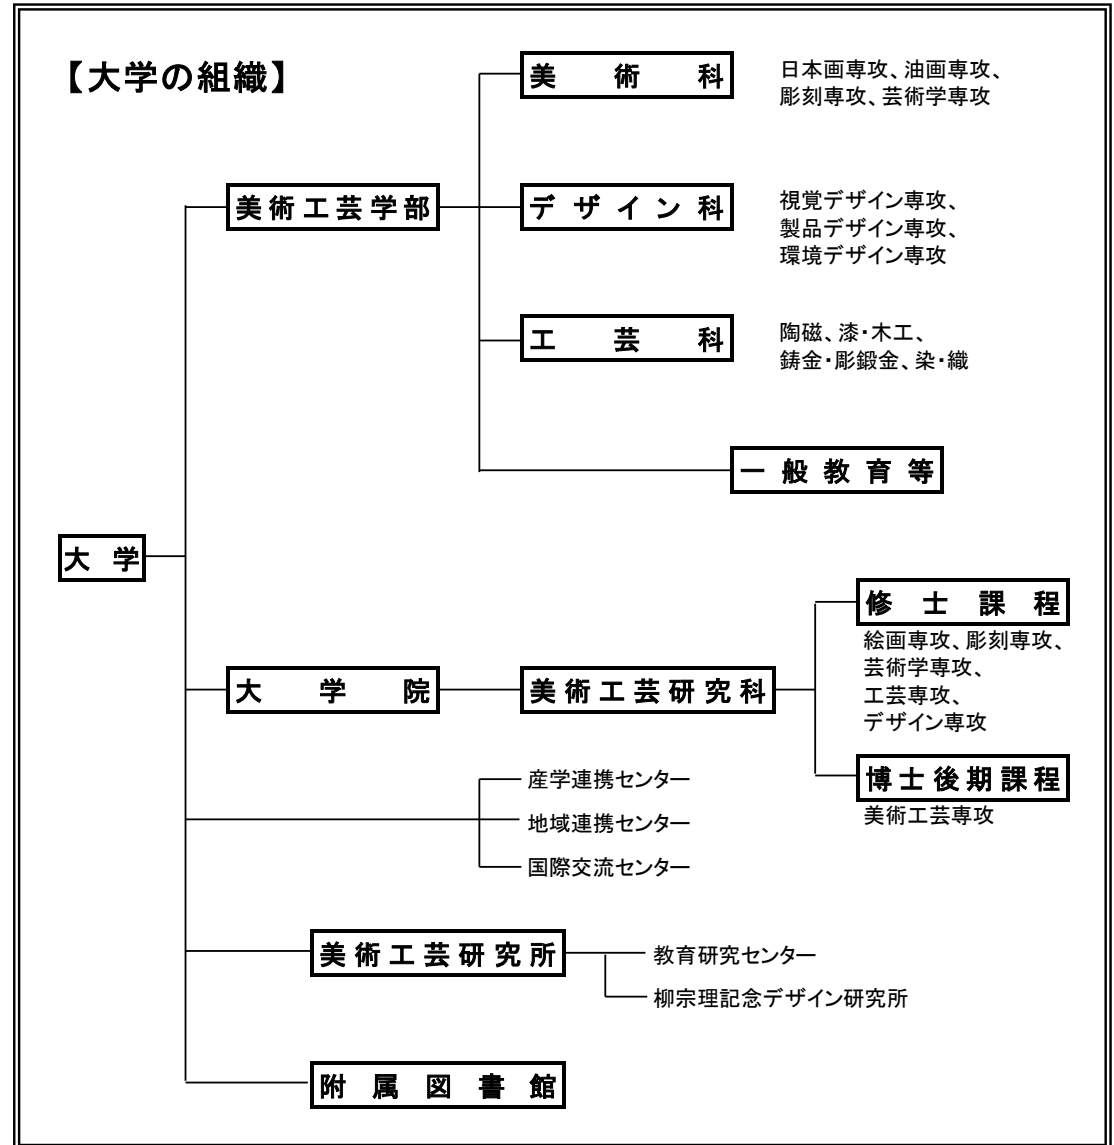 【大学の組織】
美術科
日本画専攻、油画専攻、
彫刻専攻、芸術学専攻
美術工芸学部
デザイン科
視覚デザイン専攻、
製品デザイン専攻、
環境デザイン専攻
工芸科
陶磁、漆・木工、
鋳金・彫鍛金、染・織
一般教育等
大学
大学院
美術工芸研究科
修士課程
絵画専攻、彫刻専攻、
芸術学専攻、
工芸専攻、
デザイン専攻
博士後期課程
美術工芸専攻
産学連携センター
地域連携センター
国際交流センター
美術工芸研究所
教育研究センター
柳宗理記念デザイン研究所
附属図書館